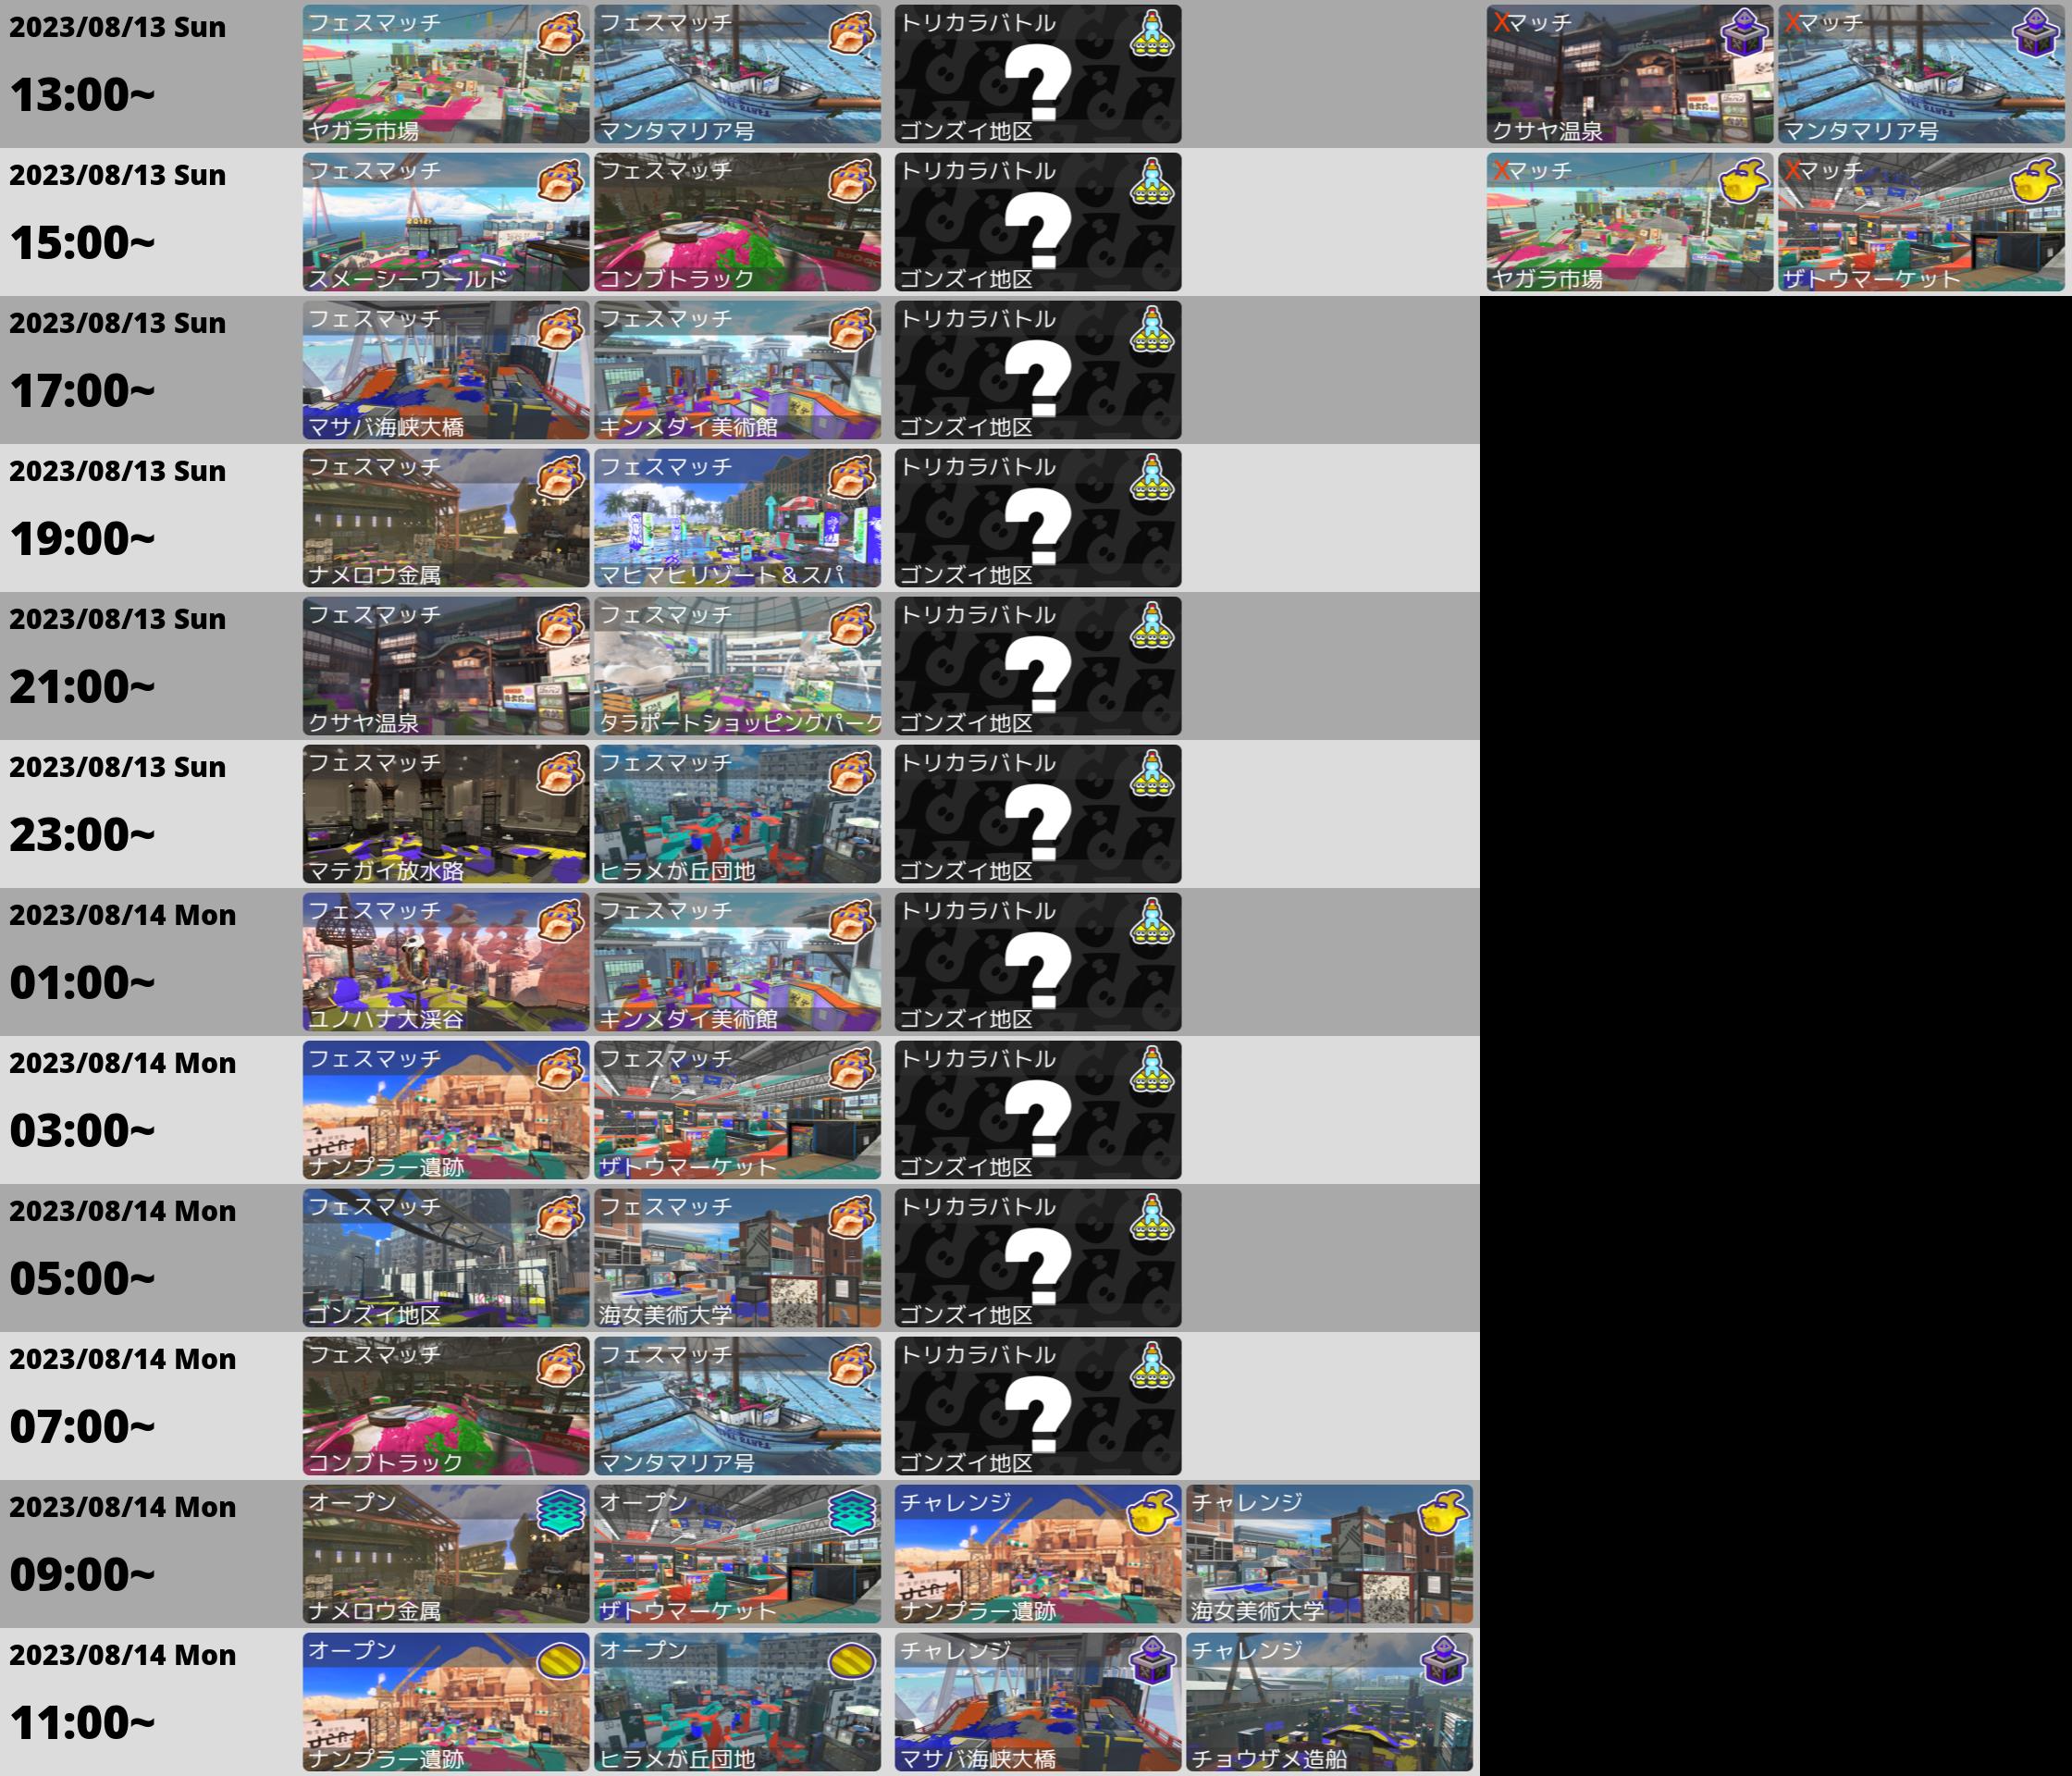 2023/08/13 Sun
13:00~
フェスマッチ
ヤガラ市場
フェスマッチ
マンタマリア号
トリカラバトル
?
ゴンズイ地区
Xマッチ
クサヤ温泉
Xマッチ
マンタマリア号
2023/08/13 Sun
15:00~
フェスマッチ
スメーシーワールド
フェスマッチ
コンブトラック
トリカラバトル
?
ゴンズイ地区
Xマッチ
ヤガラ市場
Xマッチ
ザトウマーケット
2023/08/13 Sun
17:00~
フェスマッチ
マサバ海峡大橋
フェスマッチ
キンメダイ美術館
トリカラバトル
?
ゴンズイ地区
2023/08/13 Sun
19:00~
フェスマッチ
ナメロウ金属
フェスマッチ
マヒマヒリゾート&スパ
トリカラバトル
?
ゴンズイ地区
2023/08/13 Sun
21:00~
フェスマッチ
クサヤ温泉
フェスマッチ
タラポートショッピングパーク
トリカラバトル
?
ゴンズイ地区
2023/08/13 Sun
23:00~
フェスマッチ
マテガイ放水路
フェスマッチ
ヒラメが丘団地
トリカラバトル
?
ゴンズイ地区
2023/08/14 Mon
01:00~
フェスマッチ
ユノハナ大渓谷
フェスマッチ
キンメダイ美術館
トリカラバトル
?
ゴンズイ地区
2023/08/14 Mon
03:00~
フェスマッチ
ナンプラー遺跡
フェスマッチ
ザトウマーケット
トリカラバトル
?
ゴンズイ地区
2023/08/14 Mon
05:00~
フェスマッチ
ゴンズイ地区
フェスマッチ
海女美術大学
トリカラバトル
?
ゴンズイ地区
2023/08/14 Mon
07:00~
フェスマッチ
コンブトラック
フェスマッチ
マンタマリア号
トリカラバトル
?
ゴンズイ地区
2023/08/14 Mon
09:00~
オープン
ナメロウ金属
オープン
ザトウマーケット
チャレンジ
ナンプラー遺跡
チャレンジ
海女美術大学
2023/08/14 Mon
11:00~
オープン
ナンプラー遺跡
オープン
ヒラメが丘団地
チャレンジ
マサバ海峡大橋
チャレンジ
チョウザメ造船